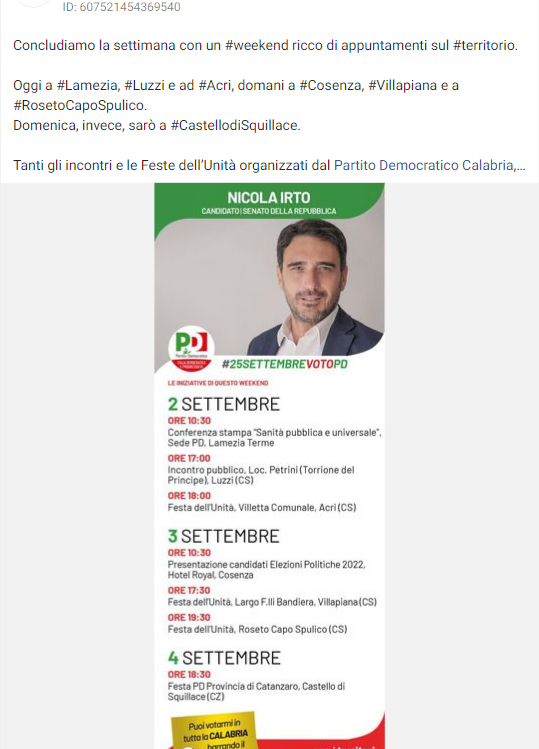 ID: 607521454369540
Concludiamo la settimana con un #weekend ricco di appuntamenti sul #territorio.
Oggi a #Lamezia, #Luzzi e ad #Acri, domani a #Cosenza, #Villapiana e a
#RosetoCapoSpulico.
Domenica, invece, sarò a #CastellodiSquillace.
Tanti gli incontri e le Feste dell'Unità organizzati dal Partito Democratico Calabria,...
NICOLA IRTO
CANDIDATO | SENATO DELLA REPUBBLICA
PD
Partito Democratico
ITALIA DEMOCRATICA
E PROGRESSISTA
#25SETTEMBREVOTOPD
LE INIZIATIVE DI QUESTO WEEKEND
2 SETTEMBRE
ORE 10:30
Conferenza stampa "Sanità pubblica e universale",
Sede PD, Lamezia Terme
ORE 17:00
Incontro pubblico, Loc. Petrini (Torrione del
Principe), Luzzi (CS)
ORE 18:00
Festa dell'Unità, Villetta Comunale, Acri (CS)
3 SETTEMBRE
ORE 10:30
Presentazione candidati Elezioni Politiche 2022,
Hotel Royal, Cosenza
ORE 17:30
Festa dell'Unità, Largo F.lli Bandiera, Villapiana (CS)
ORE 19:30
Festa dell'Unità, Roseto Capo Spulico (CS)
4 SETTEMBRE
ORE 18:30
Festa PD Provincia di Catanzaro, Castello di
Squillace (CZ)
Puoi votarmi in
tutta la CALABRIA
barrando il